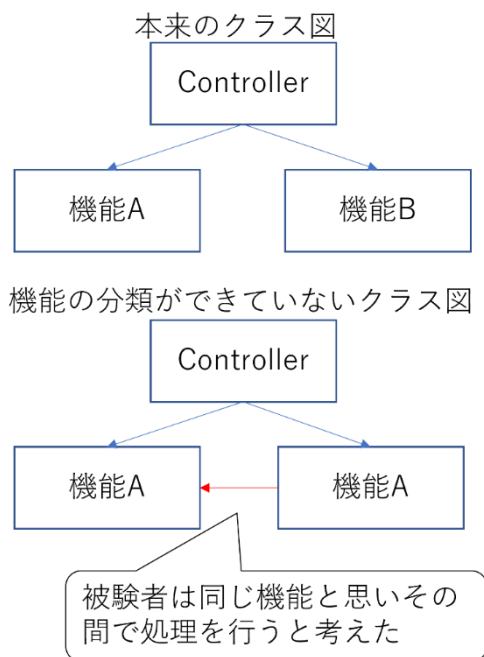 本来のクラス図
Controller
機能A
機能B
機能の分類ができていないクラス図
Controller
機能A
機能A
被験者は同じ機能と思いその
間で処理を行うと考えた